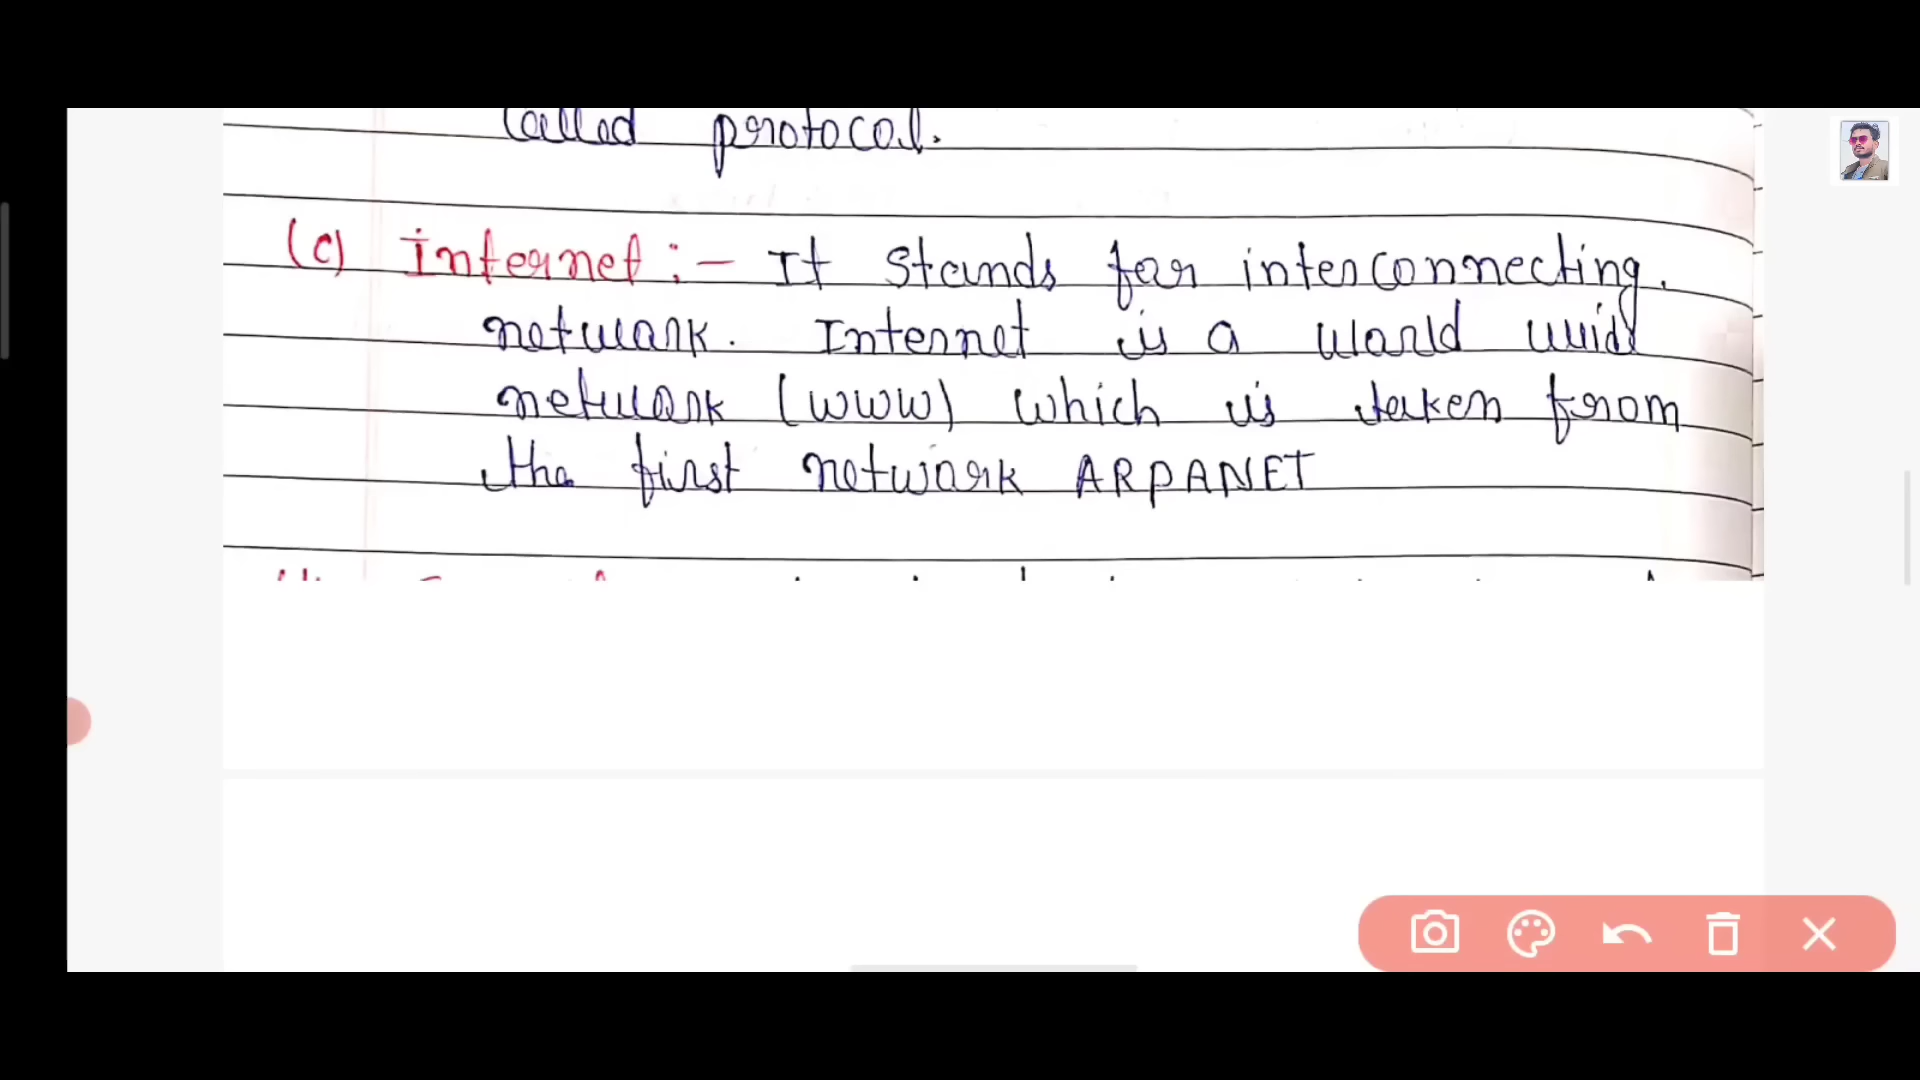 called protocol.
(c) Internet :- It stands for interconnecting.
network. Internet is a world wide
network (www) which is taken from
the first network ARPANET